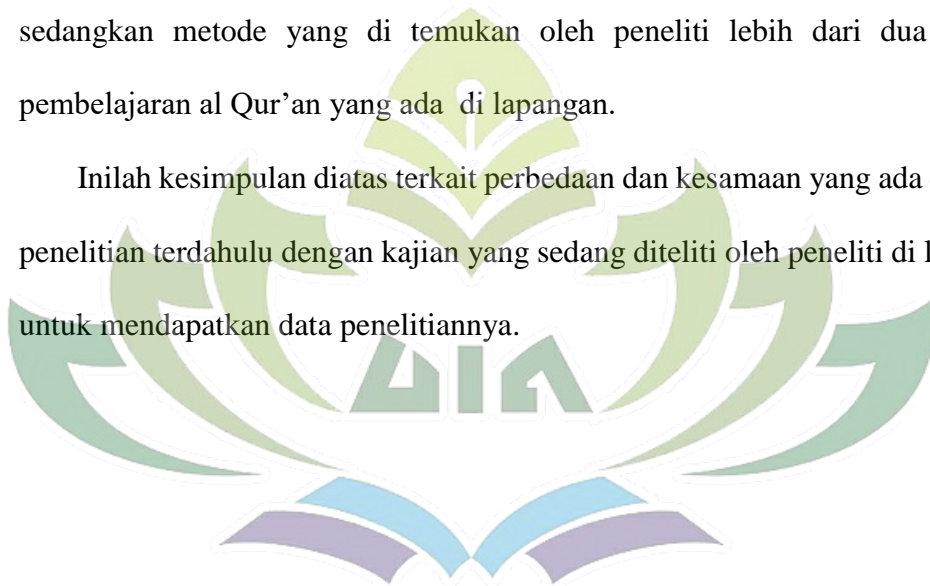 sedangkan metode yang di temukan oleh peneliti lebih dari dua
pembelajaran al Qur’an yang ada di lapangan.
Inilah kesimpulan diatas terkait perbedaan dan kesamaan yang ada
penelitian terdahulu dengan kajian yang sedang diteliti oleh peneliti di
untuk mendapatkan data penelitiannya.
UIN